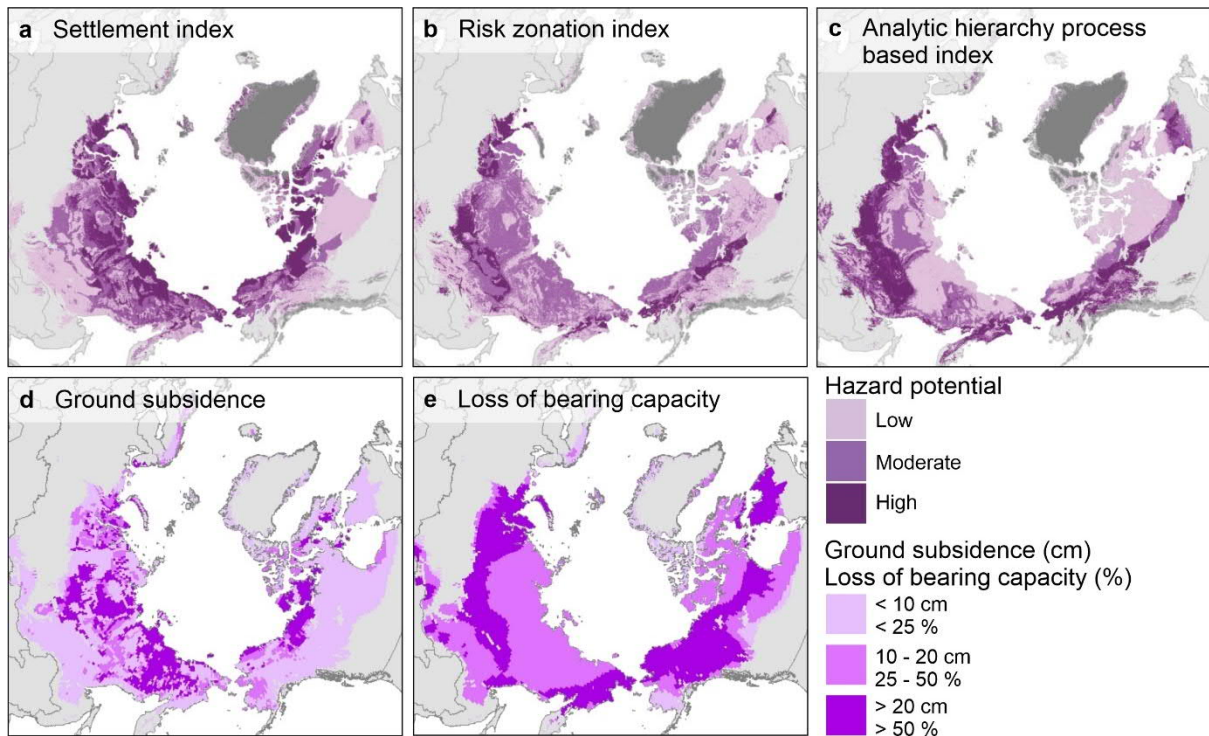 a Settlement index
b Risk zonation index
c Analytic hierarchy process
based index
d Ground subsidence
e Loss of bearing capacity
Hazard potential
Low
Moderate
High
Ground subsidence (cm)
Loss of bearing capacity (%)
< 10 cm
< 25 %
10 - 20 cm
25 - 50 %
> 20 cm
> 50 %